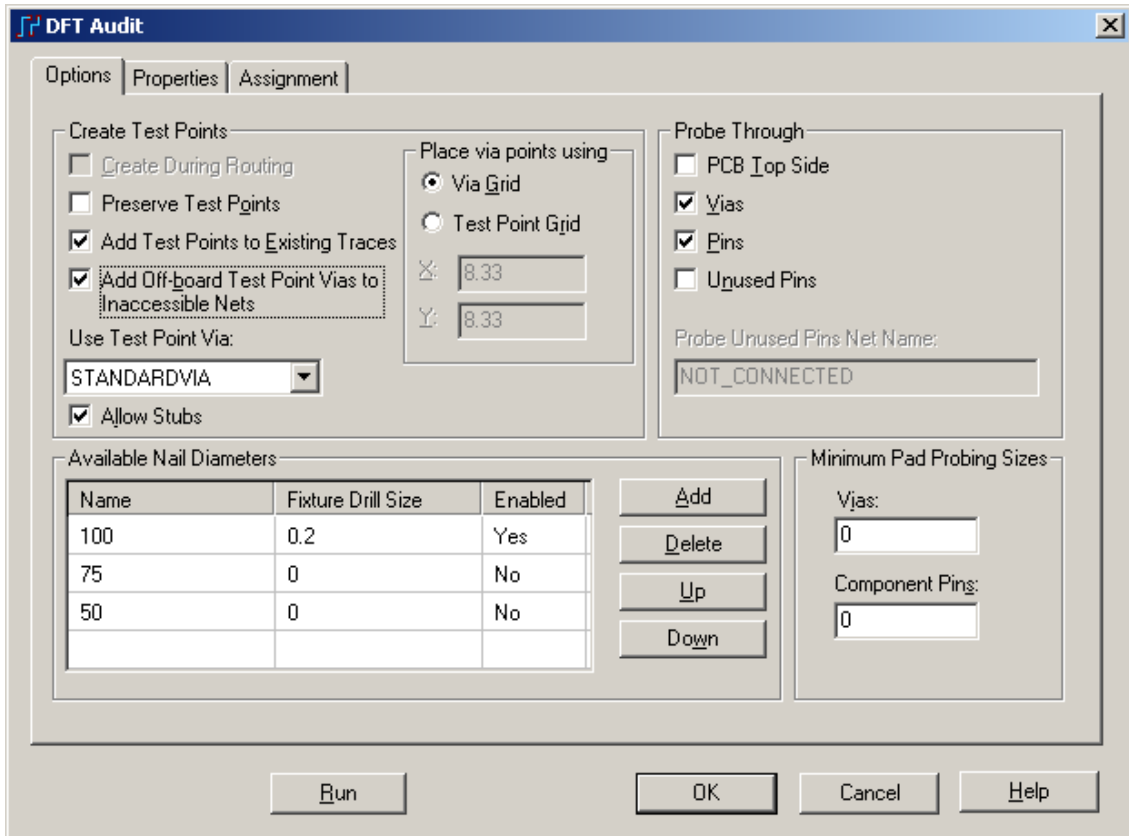 DFT Audit
Options
Properties
Assignment
Create Test Points
Create During Routing
Preserve Test Points
Add Test Points to Existing Traces
Add Off-board Test Point Vias to
Inaccessible Nets
Use Test Point Via:
STANDARDVIA
Allow Stubs
Place via points using
Via Grid
Test Point Grid
X:
8.33
Y:
8.33
Probe Through
PCB Top Side
Vias
Pins
Unused Pins
Probe Unused Pins Net Name:
NOT_CONNECTED
Available Nail Diameters
Name Fixture Drill Size Enabled
100 0.2 Yes
75 0 No
50 0 No
Add
Delete
Up
Down
Minimum Pad Probing Sizes
Vias:
0
Component Pins:
0
Run
OK
Cancel
Help